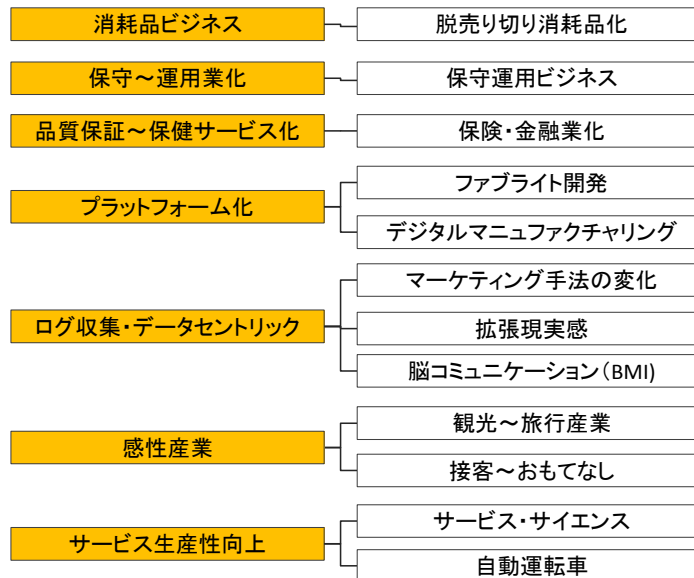 消耗品ビジネス
脱売り切り消耗品化
保守～運用業化
保守運用ビジネス
品質保証～保健サービス化
保険・金融業化
プラットフォーム化
ファブライト開発
デジタルマニュファクチャリング
ログ収集・データセントリック
マーケティング手法の変化
拡張現実感
脳コミュニケーション（BMI)
感性産業
観光～旅行産業
接客～おもてなし
サービス生産性向上
サービス・サイエンス
自動運転車